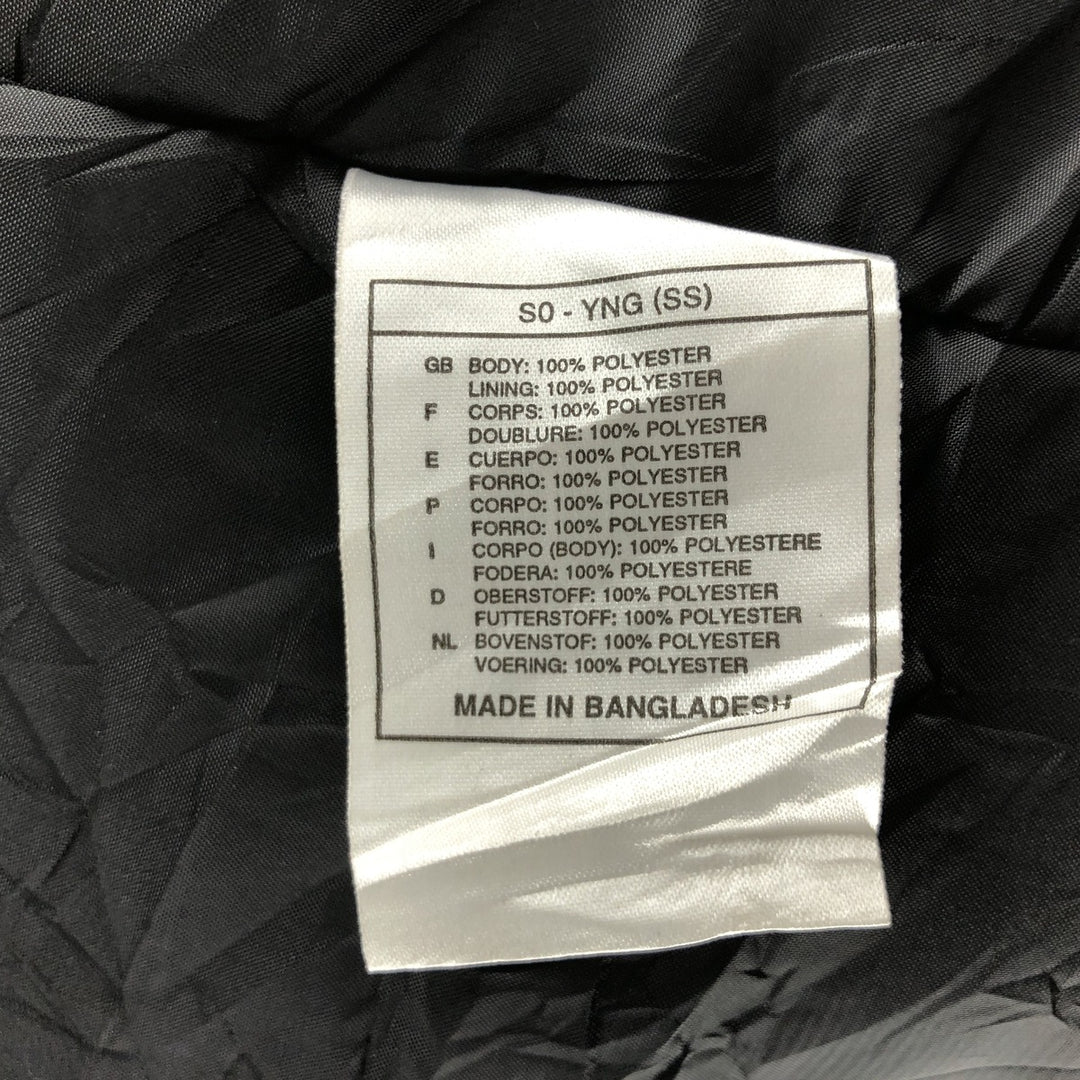 S0 - YNG (SS)
GB BODY: 100% POLYESTER
LINING: 100% POLYESTER
F CORPS: 100% POLYESTER
DOUBLURE: 100% POLYESTER
E CUERPO: 100% POLYESTER
FORRO: 100% POLYESTER
P CORPO: 100% POLYESTER
FORRO: 100% POLYESTER
I CORPO (BODY): 100% POLYESTERE
FODERA: 100% POLYESTERE
D OBERSTOFF: 100% POLYESTER
FUTTERSTOFF: 100% POLYESTER
NL BOVENSTOF: 100% POLYESTER
VOERING: 100% POLYESTER
MADE IN BANGLADESH